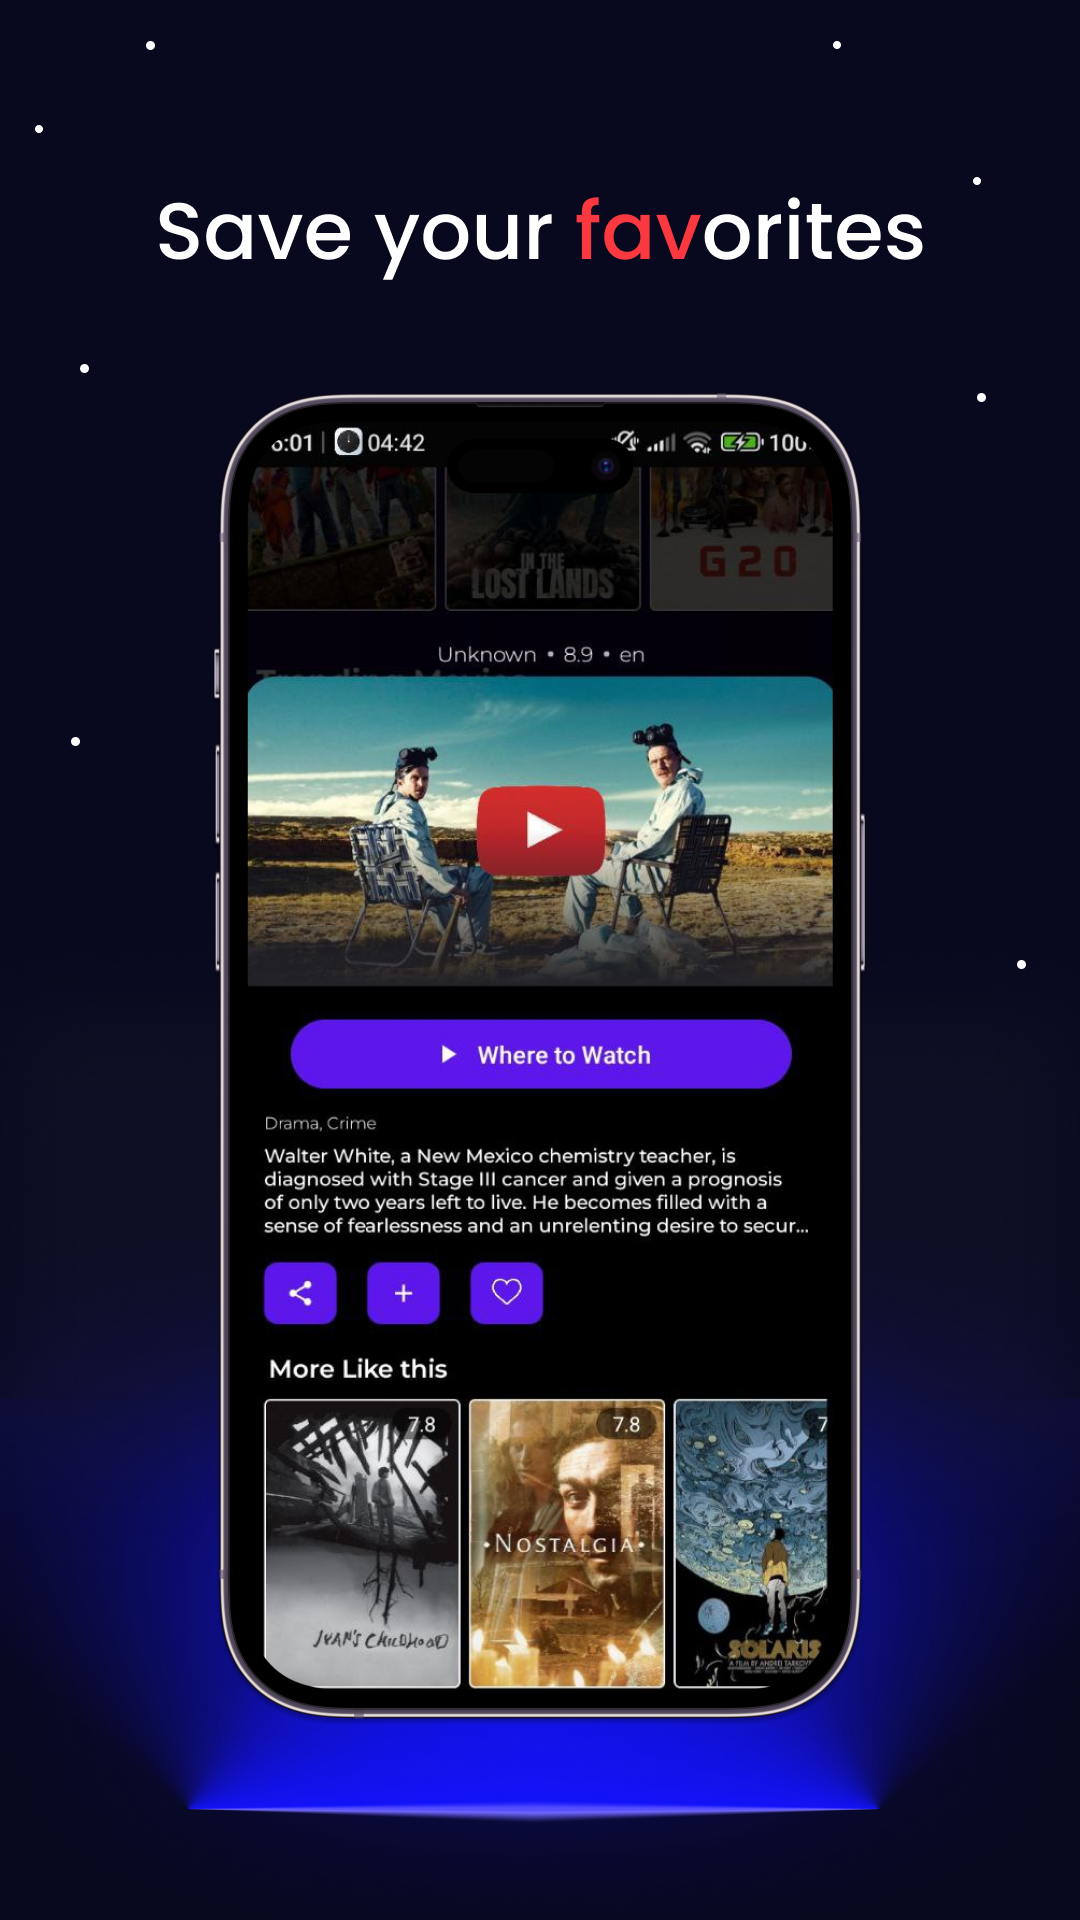 Save your favorites
04:42
IN THE
LOST LANDS
G20
Unknown • 8.9 • en
Trending Movies
Where to Watch
Drama, Crime
Walter White, a New Mexico chemistry teacher, is
diagnosed with Stage III cancer and given a prognosis
of only two years left to live. He becomes filled with a
sense of fearlessness and an unrelenting desire to secur...
More Like this
7.8
7.8
7
IVAN'S CHILDHOOD
•NOSTALGIA•
SOLARIS
A FILM BY ANDREI